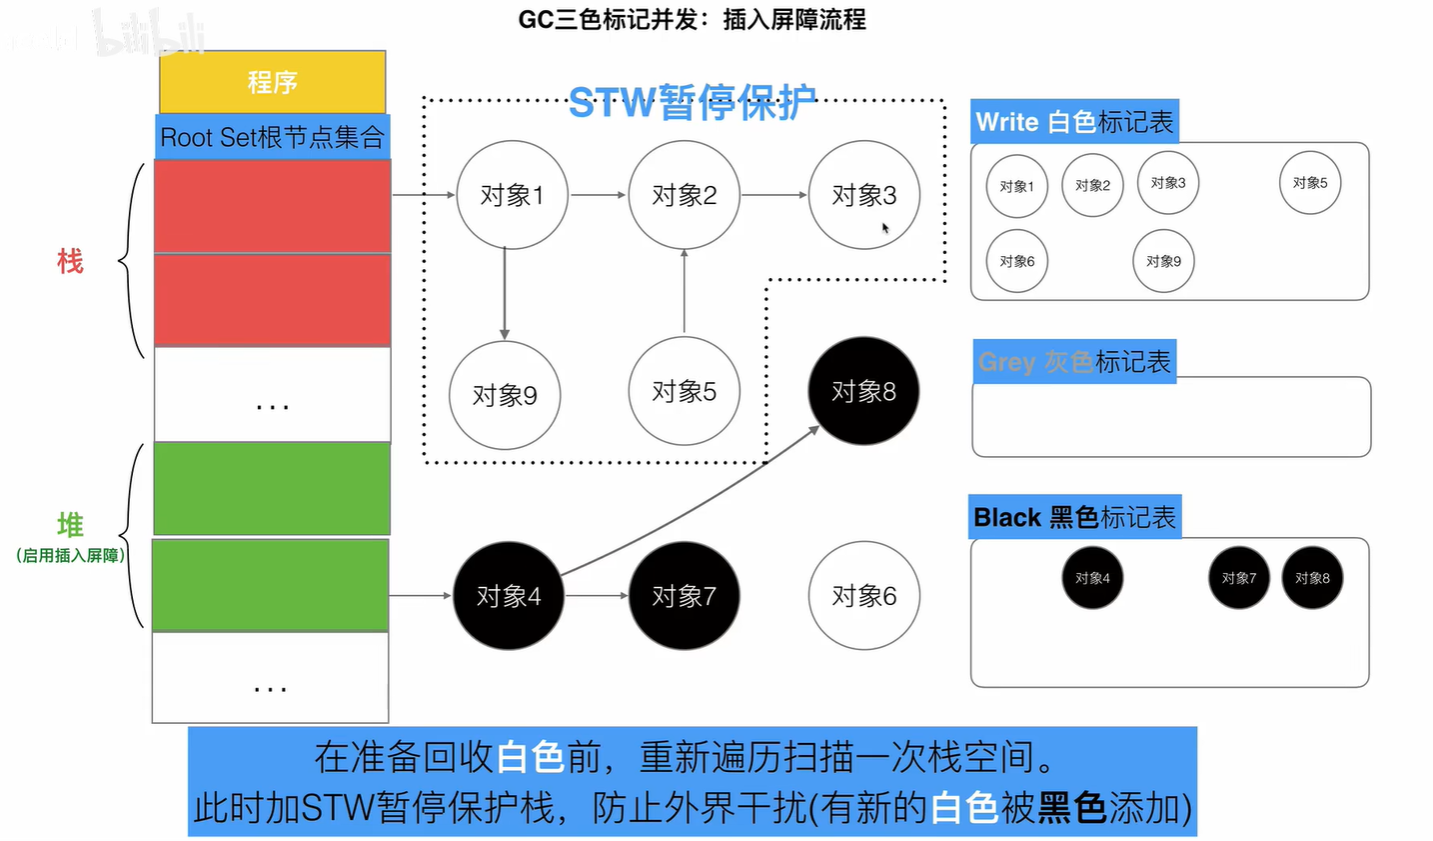 GC三色标记并发：插入屏障流程
bilibili
程序
STW暂停保护
Root Set根节点集合
Write 白色标记表
对象1
对象2
对象3
对象1
对象2
对象3
对象5
栈
对象6
对象9
Grey 灰色标记表
对象9
对象5
对象8
...
Black 黑色标记表
堆
(启用插入屏障)
对象4
对象7
对象6
对象4
对象7
对象8
...
在准备回收白色前，重新遍历扫描一次栈空间。
此时加STW暂停保护栈，防止外界干扰(有新的白色被黑色添加)